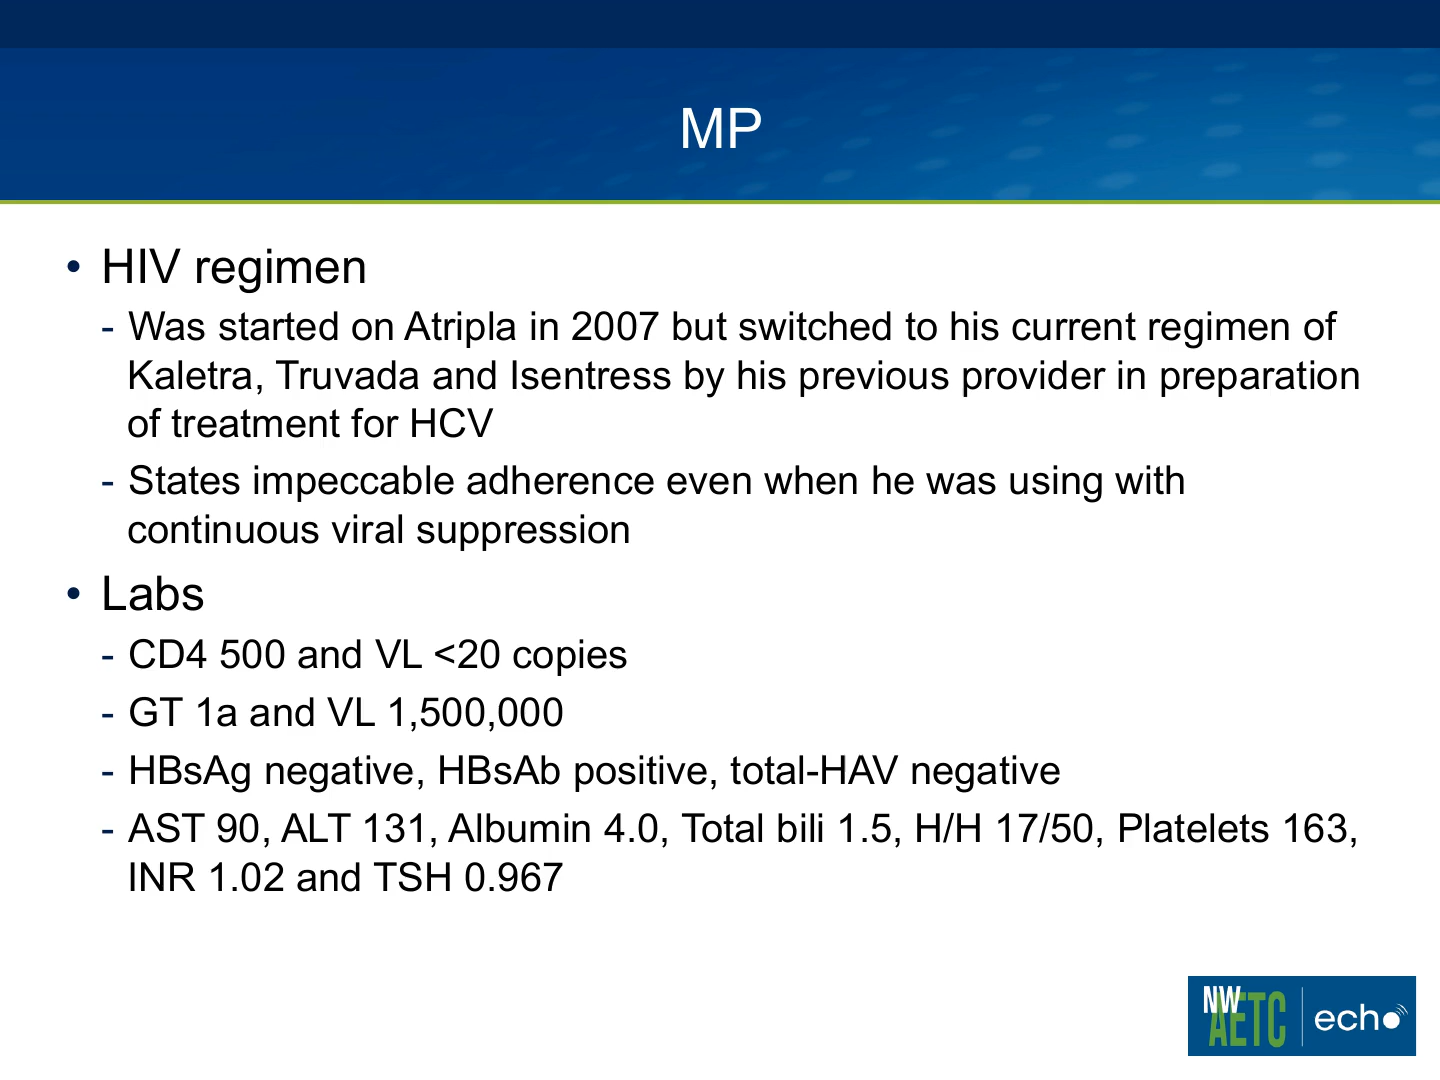 MP
• HIV regimen
- Was started on Atripla in 2007 but switched to his current regimen of
Kaletra, Truvada and Isentress by his previous provider in preparation
of treatment for HCV
- States impeccable adherence even when he was using with
continuous viral suppression
• Labs
- CD4 500 and VL <20 copies
- GT 1a and VL 1,500,000
- HBsAg negative, HBsAb positive, total-HAV negative
- AST 90, ALT 131, Albumin 4.0, Total bili 1.5, H/H 17/50, Platelets 163,
INR 1.02 and TSH 0.967
NW
AETC
echo